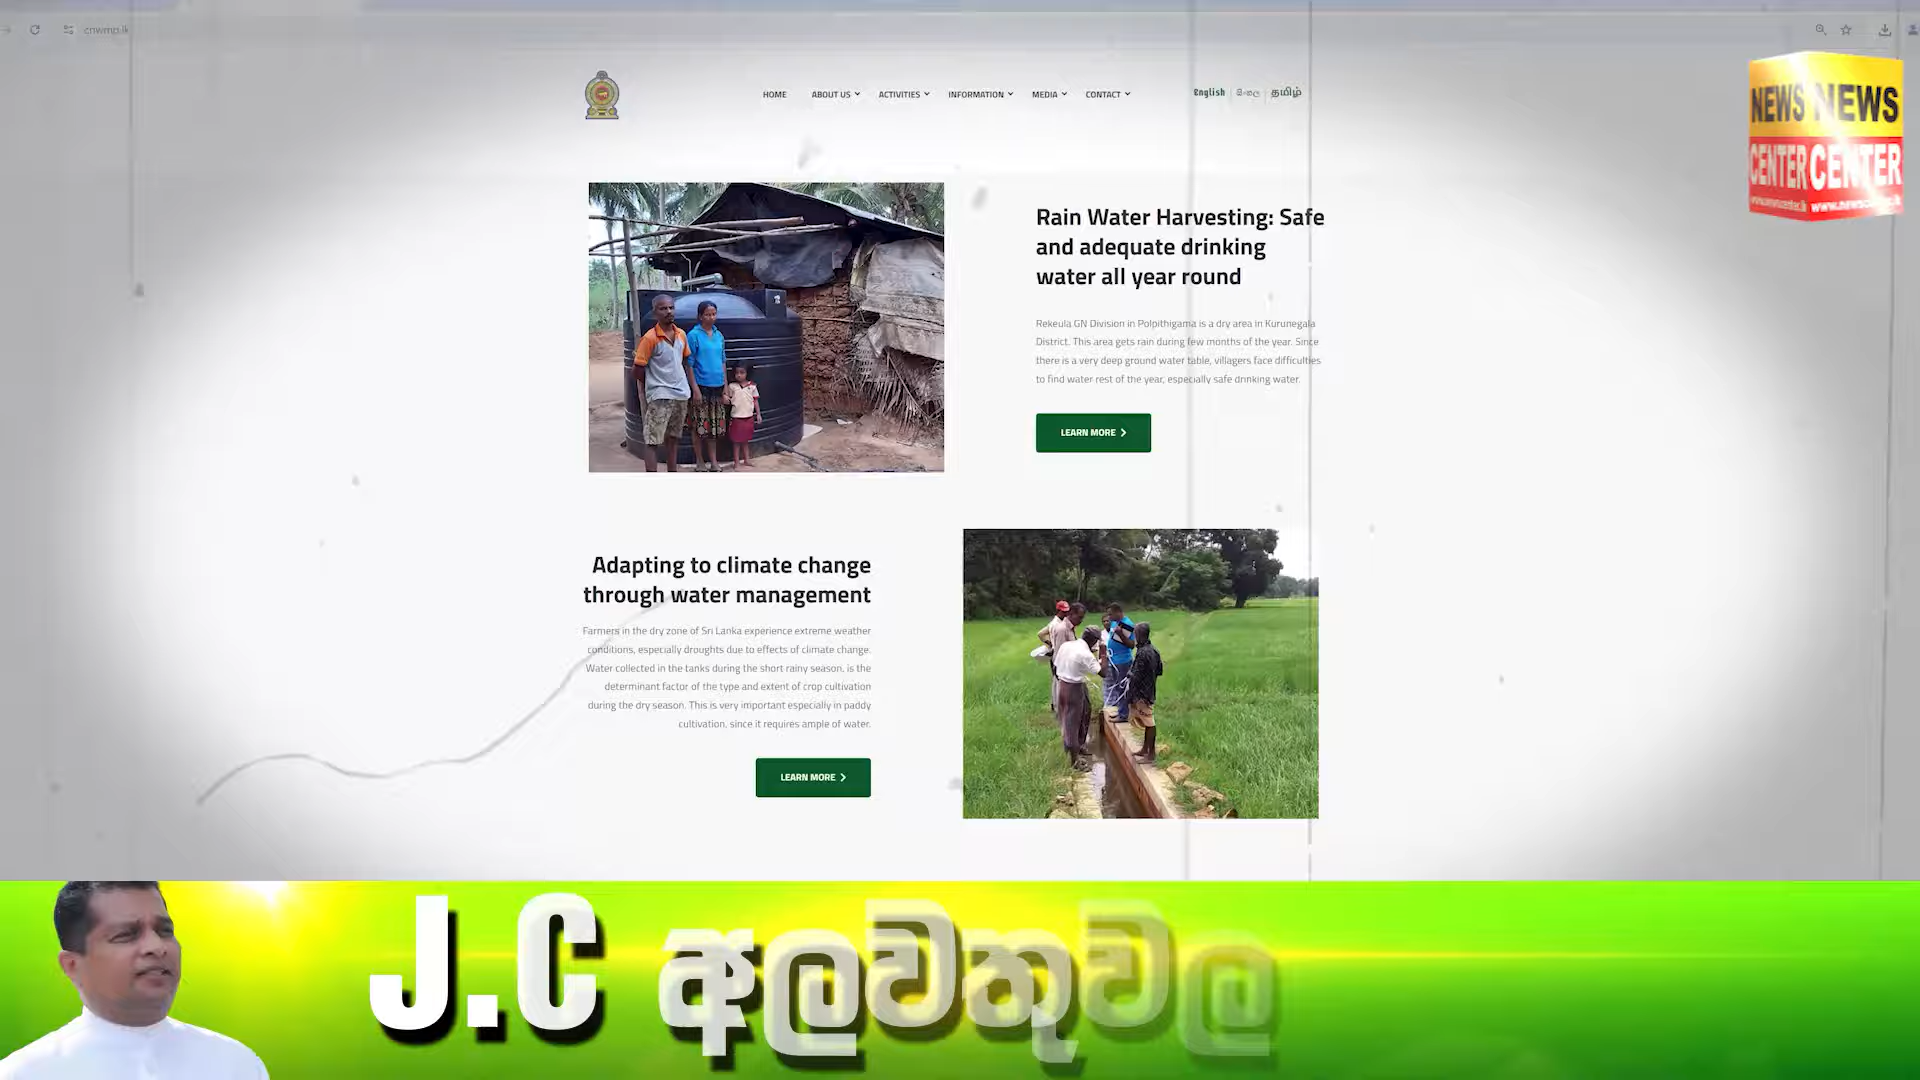 cnwmp.lk
HOME ABOUT US ACTIVITIES INFORMATION MEDIA CONTACT
English | සිංහල | தமிழ்
NEWS NEWS
CENTER CENTER
Rain Water Harvesting: Safe
and adequate drinking
water all year round
Rekeula GN Division in Polpithigama is a dry area in Kurunegala
District. This area gets rain during few months of the year. Since
there is a very deep ground water table, villagers face difficulties
to find water rest of the year, especially safe drinking water.
LEARN MORE
Adapting to climate change
through water management
Farmers in the dry zone of Sri Lanka experience extreme weather
conditions, especially droughts due to effects of climate change.
Water collected in the tanks during the short rainy season, is the
determinant factor of the type and extent of crop cultivation
during the dry season. This is very important especially in paddy
cultivation, since it requires ample of water.
LEARN MORE
J.C අලවතුවල